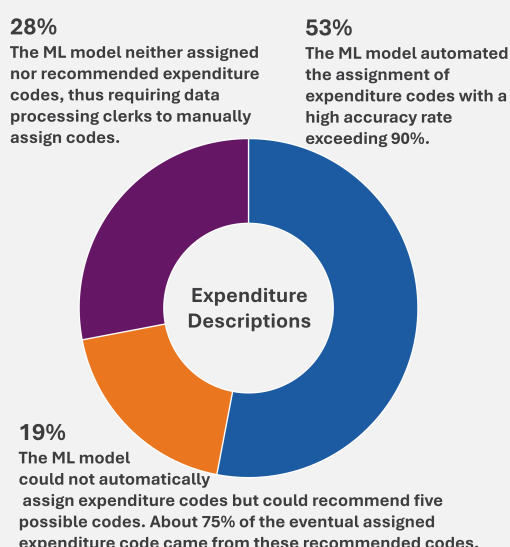 28%
The ML model neither assigned
nor recommended expenditure
codes, thus requiring data
processing clerks to manually
assign codes.
53%
The ML model automated
the assignment of
expenditure codes with a
high accuracy rate
exceeding 90%.
Expenditure
Descriptions
19%
The ML model
could not automatically
assign expenditure codes but could recommend five
possible codes. About 75% of the eventual assigned
expenditure code came from these recommended codes.